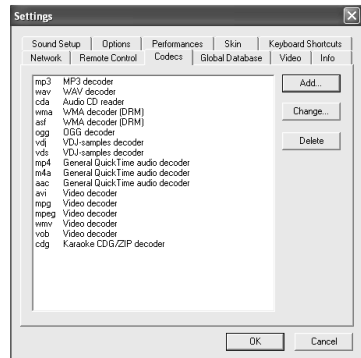 Settings
Sound Setup Options Performances Skin Keyboard Shortcuts
Network Remote Control Codecs Global Database Video Info
mp3 MP3 decoder
wav WAV decoder
cda Audio CD reader
wma WMA decoder (DRM)
asf WMA decoder (DRM)
ogg OGG decoder
vdj VDJ-samples decoder
vds VDJ-samples decoder
mp4 General QuickTime audio decoder
m4a General QuickTime audio decoder
aac General QuickTime audio decoder
avi Video decoder
mpg Video decoder
mpeg Video decoder
wmv Video decoder
vob Video decoder
cdg Karaoke CDG/ZIP decoder
Add...
Change...
Delete
OK Cancel